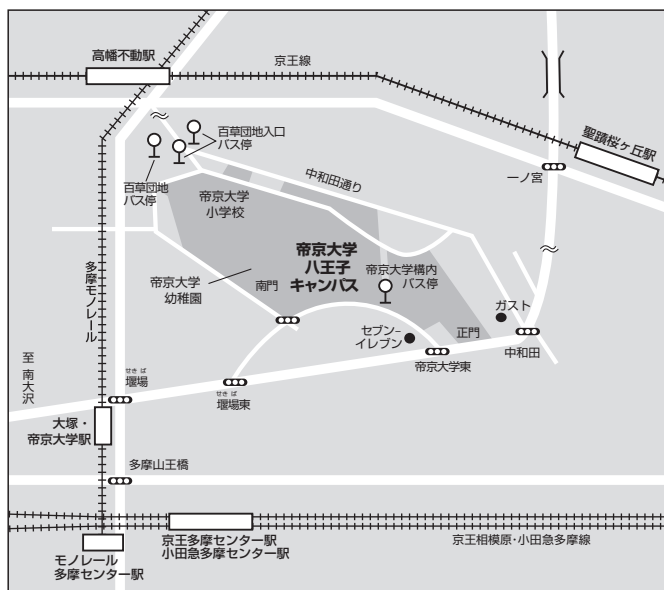 高幡不動駅
京王線
聖蹟桜ヶ丘駅
百草団地入口
バス停
百草団地
バス停
中和田通り
一ノ宮
帝京大学
小学校
多摩モノレール
帝京大学
八王子
キャンパス
帝京大学構内
バス停
帝京大学
幼稚園
南門
ガスト
セブン-
イレブン
正門
中和田
帝京大学東
至 南大沢
せきば
堰場
せきば
堰場東
大塚・
帝京大学駅
多摩山王橋
京王多摩センター駅
小田急多摩センター駅
京王相模原・小田急多摩線
モノレール
多摩センター駅